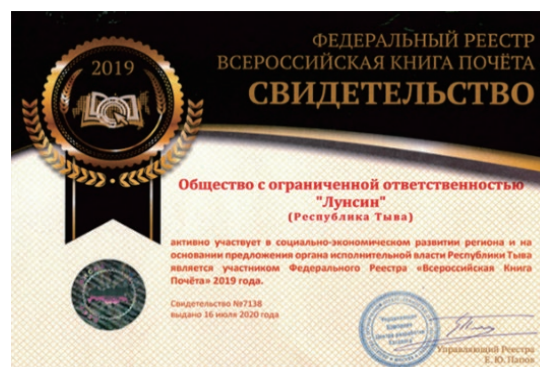 ФЕДЕРАЛЬНЫЙ РЕЕСТР
ВСЕРОССИЙСКАЯ КНИГА ПОЧЁТА
СВИДЕТЕЛЬСТВО
2019
Общество с ограниченной ответственностью
"Лунсин"
(Республика Тыва)
активно участвует в социально-экономическом развитии региона и на
основании предложения органа исполнительной власти Республики Тыва
является участником Федерального Реестра «Всероссийская Книга
Почёта» 2019 года.
Свидетельство №7138
выдано 16 июля 2020 года
Управляющий Реестра
Е. Ю. Папов